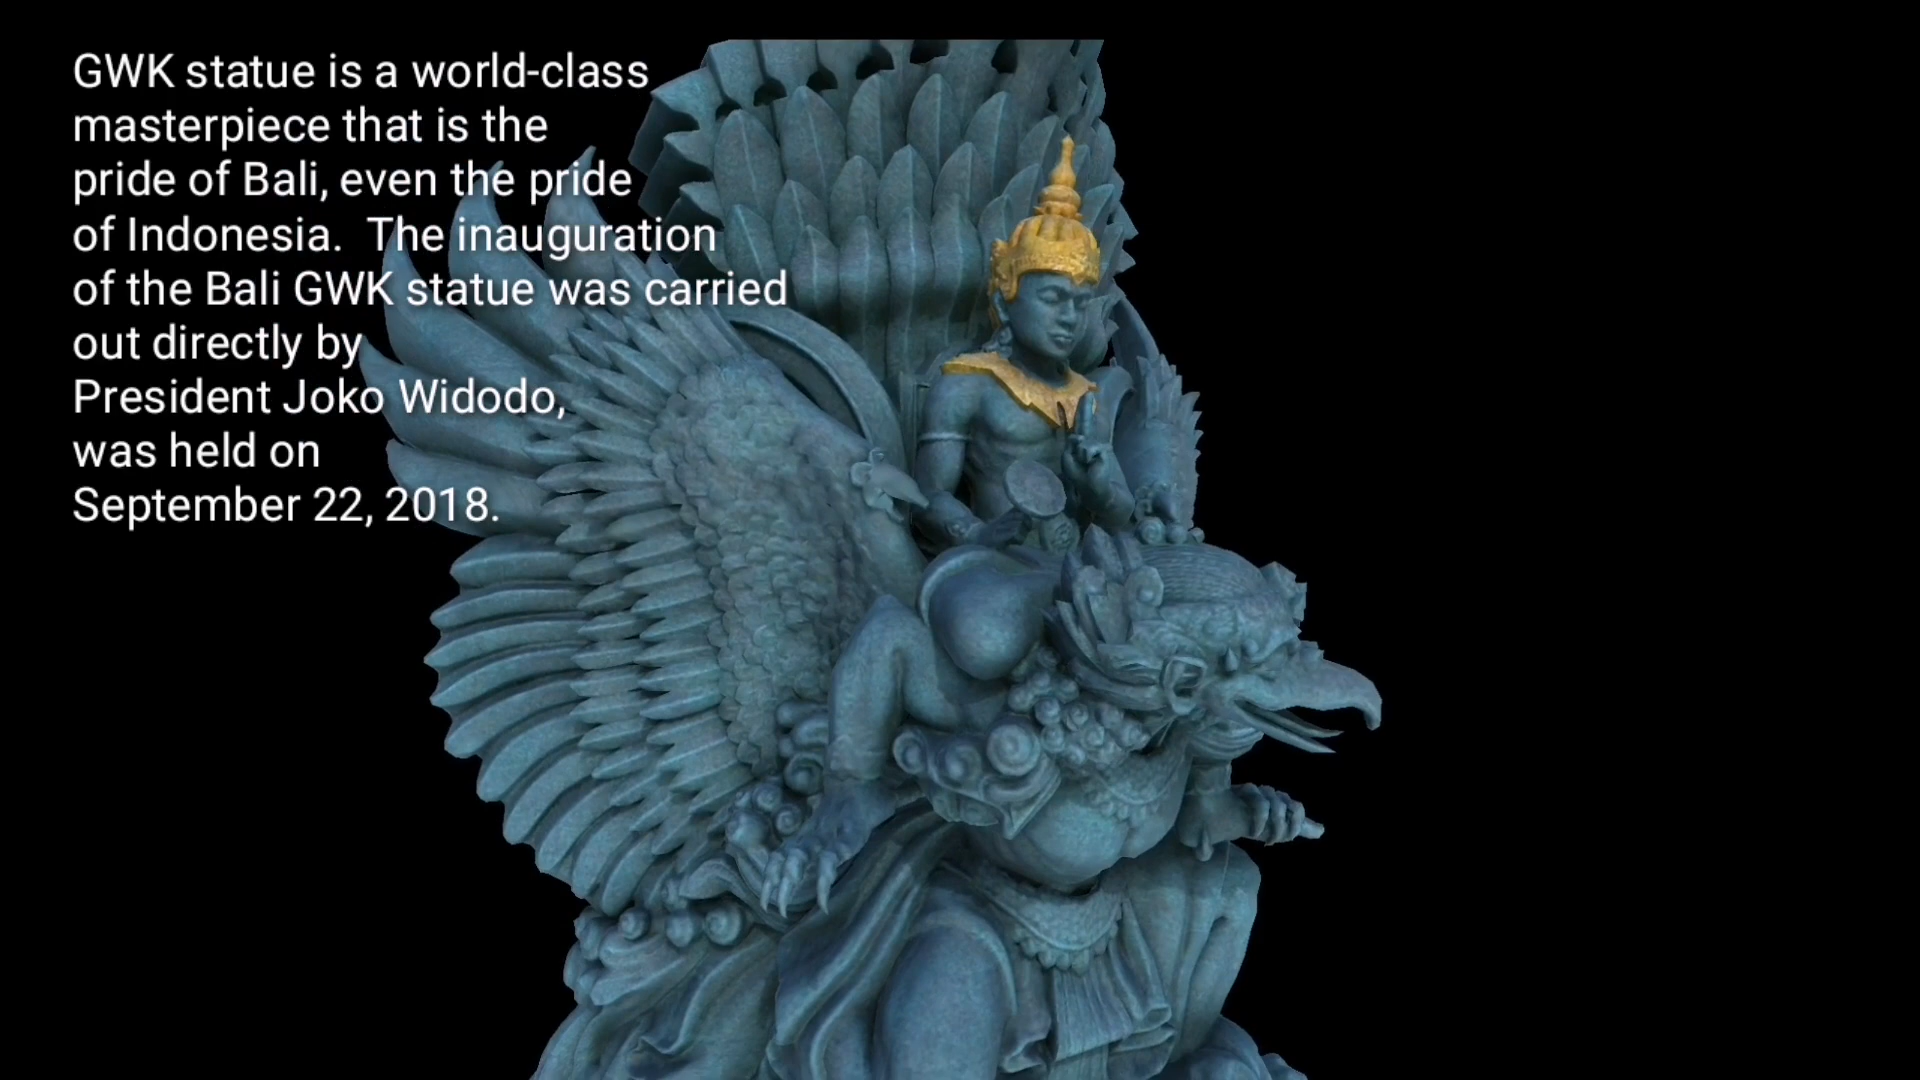 GWK statue is a world-class
masterpiece that is the
pride of Bali, even the pride
of Indonesia.  The inauguration
of the Bali GWK statue was carried
out directly by
President Joko Widodo,
was held on
September 22, 2018.